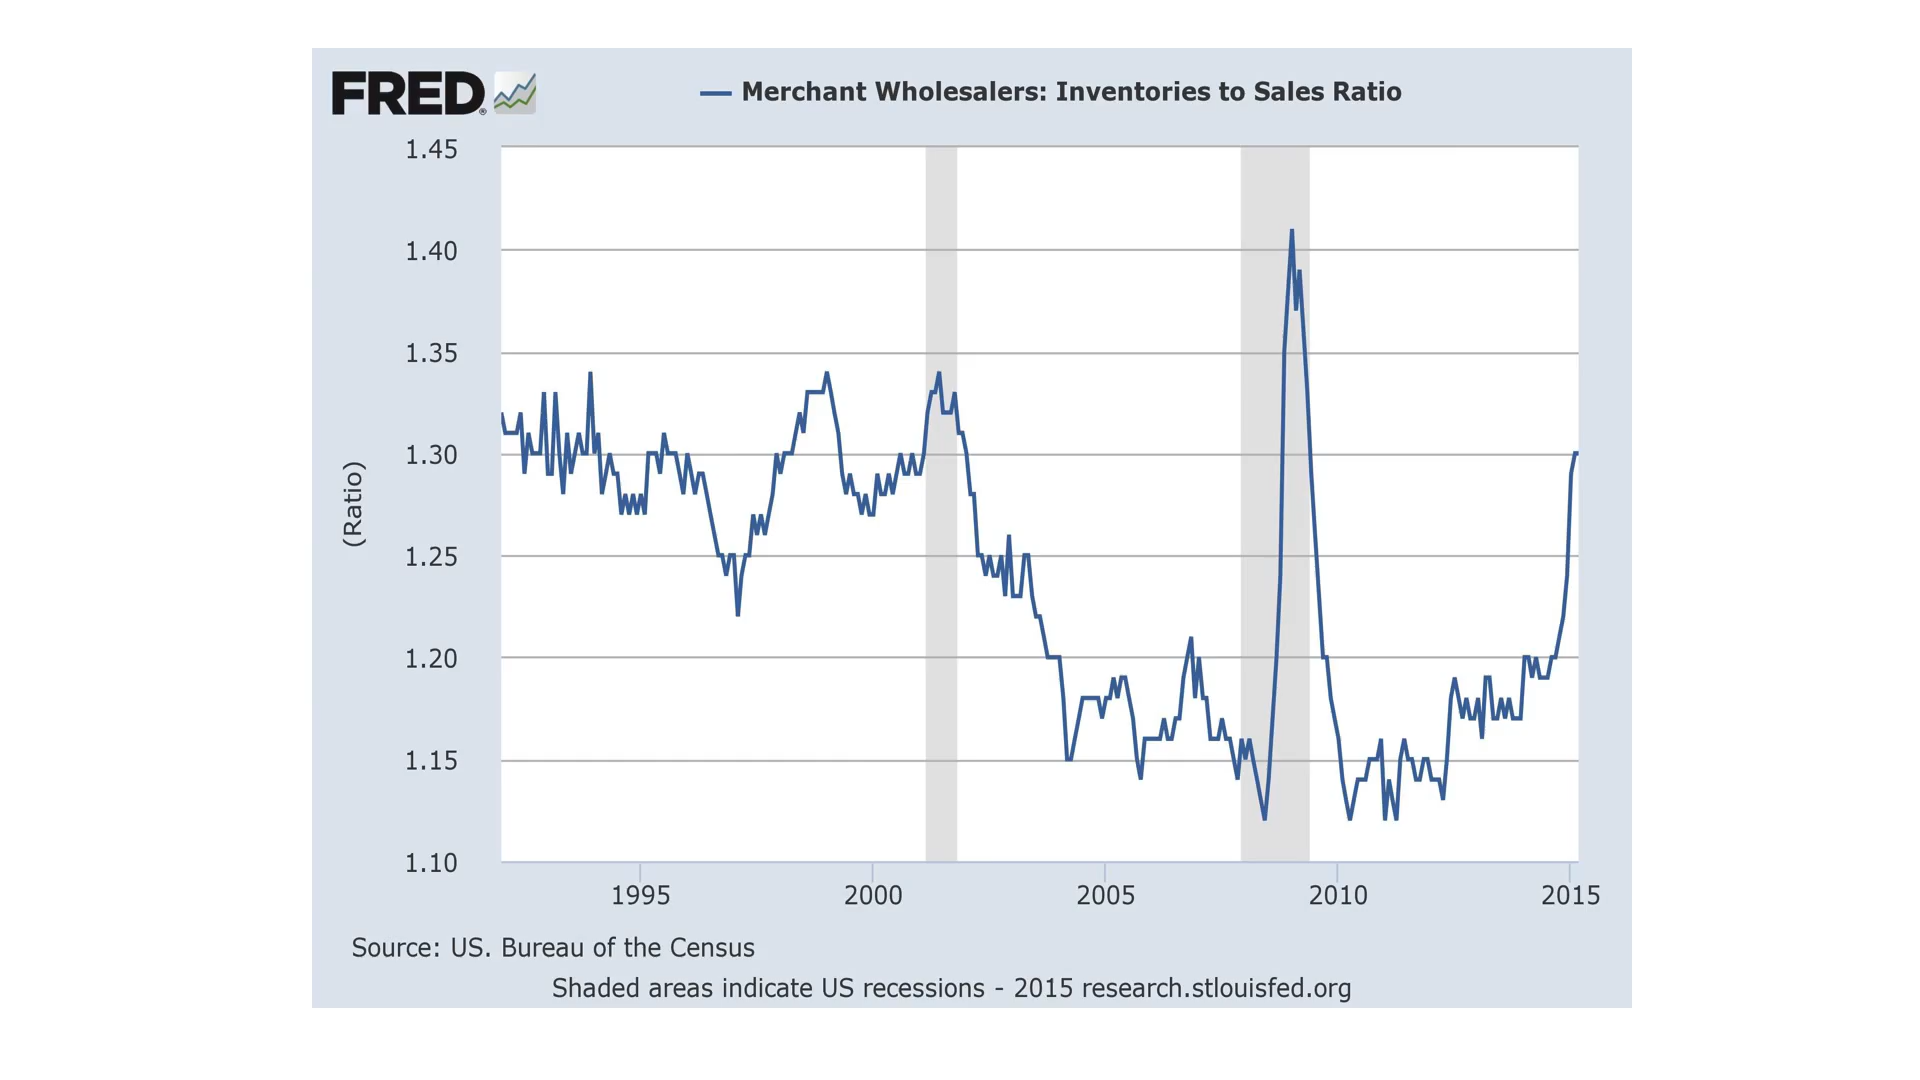 FRED®
Merchant Wholesalers: Inventories to Sales Ratio
1.45
1.40
1.35
1.30
1.25
1.20
1.15
1.10
(Ratio)
1995 2000 2005 2010 2015
Source: US. Bureau of the Census
Shaded areas indicate US recessions - 2015 research.stlouisfed.org